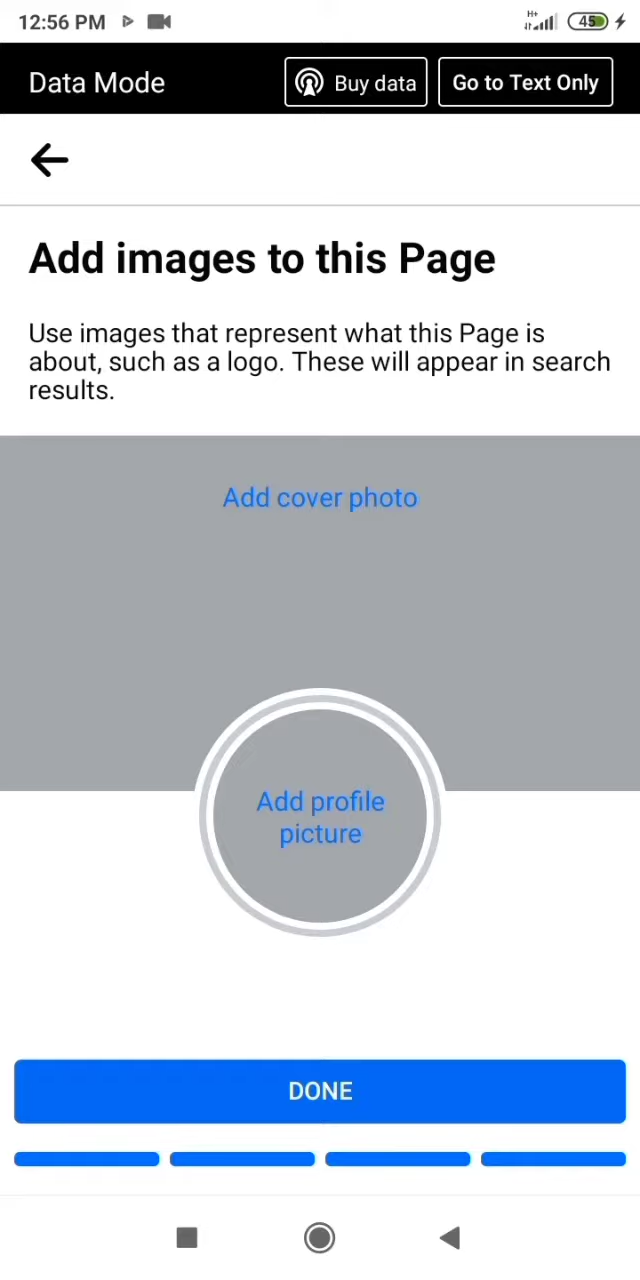 12:56 PM
H+
45
Data Mode
Buy data
Go to Text Only
Add images to this Page
Use images that represent what this Page is
about, such as a logo. These will appear in search
results.
Add cover photo
Add profile
picture
DONE